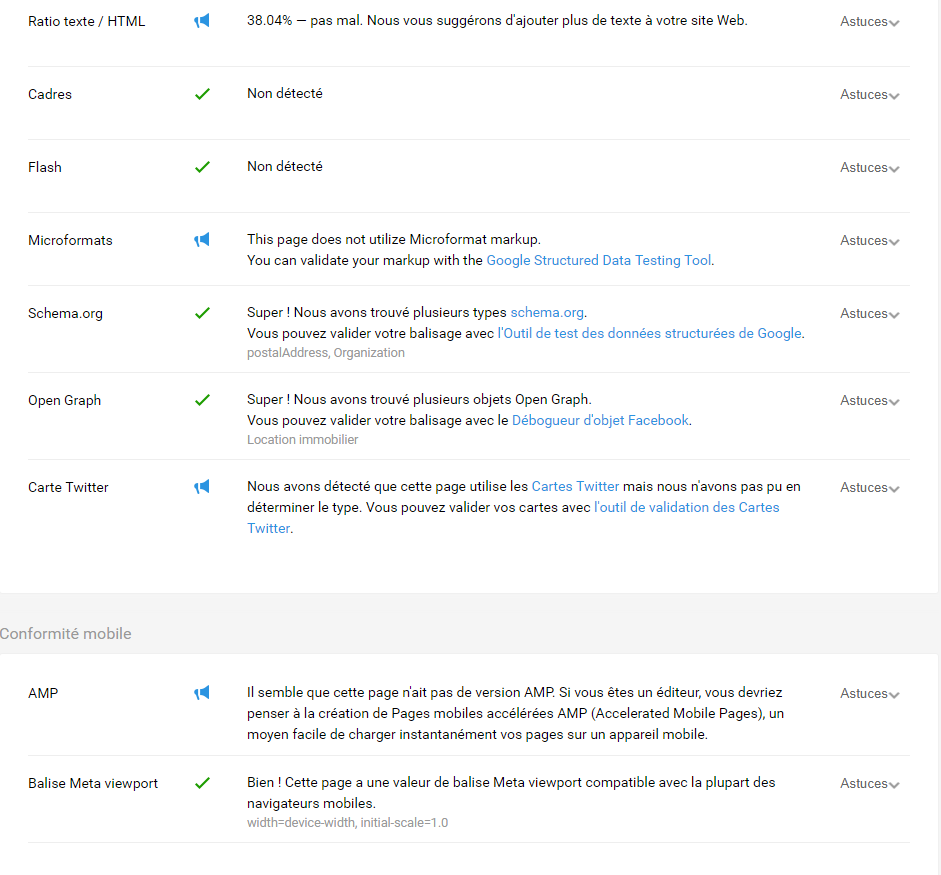 Ratio texte / HTML 38.04% — pas mal. Nous vous suggérons d'ajouter plus de texte à votre site Web. Astuces
Cadres Non détecté Astuces
Flash Non détecté Astuces
Microformats This page does not utilize Microformat markup. Astuces
You can validate your markup with the Google Structured Data Testing Tool.
Schema.org Super ! Nous avons trouvé plusieurs types schema.org. Astuces
Vous pouvez valider votre balisage avec l'Outil de test des données structurées de Google.
postalAddress, Organization
Open Graph Super ! Nous avons trouvé plusieurs objets Open Graph. Astuces
Vous pouvez valider votre balisage avec le Débogueur d'objet Facebook.
Location immobilier
Carte Twitter Nous avons détecté que cette page utilise les Cartes Twitter mais nous n'avons pas pu en Astuces
déterminer le type. Vous pouvez valider vos cartes avec l'outil de validation des Cartes
Twitter.
Conformité mobile
AMP Il semble que cette page n'ait pas de version AMP. Si vous êtes un éditeur, vous devriez Astuces
penser à la création de Pages mobiles accélérées AMP (Accelerated Mobile Pages), un
moyen facile de charger instantanément vos pages sur un appareil mobile.
Balise Meta viewport Bien ! Cette page a une valeur de balise Meta viewport compatible avec la plupart des Astuces
navigateurs mobiles.
width=device-width, initial-scale=1.0